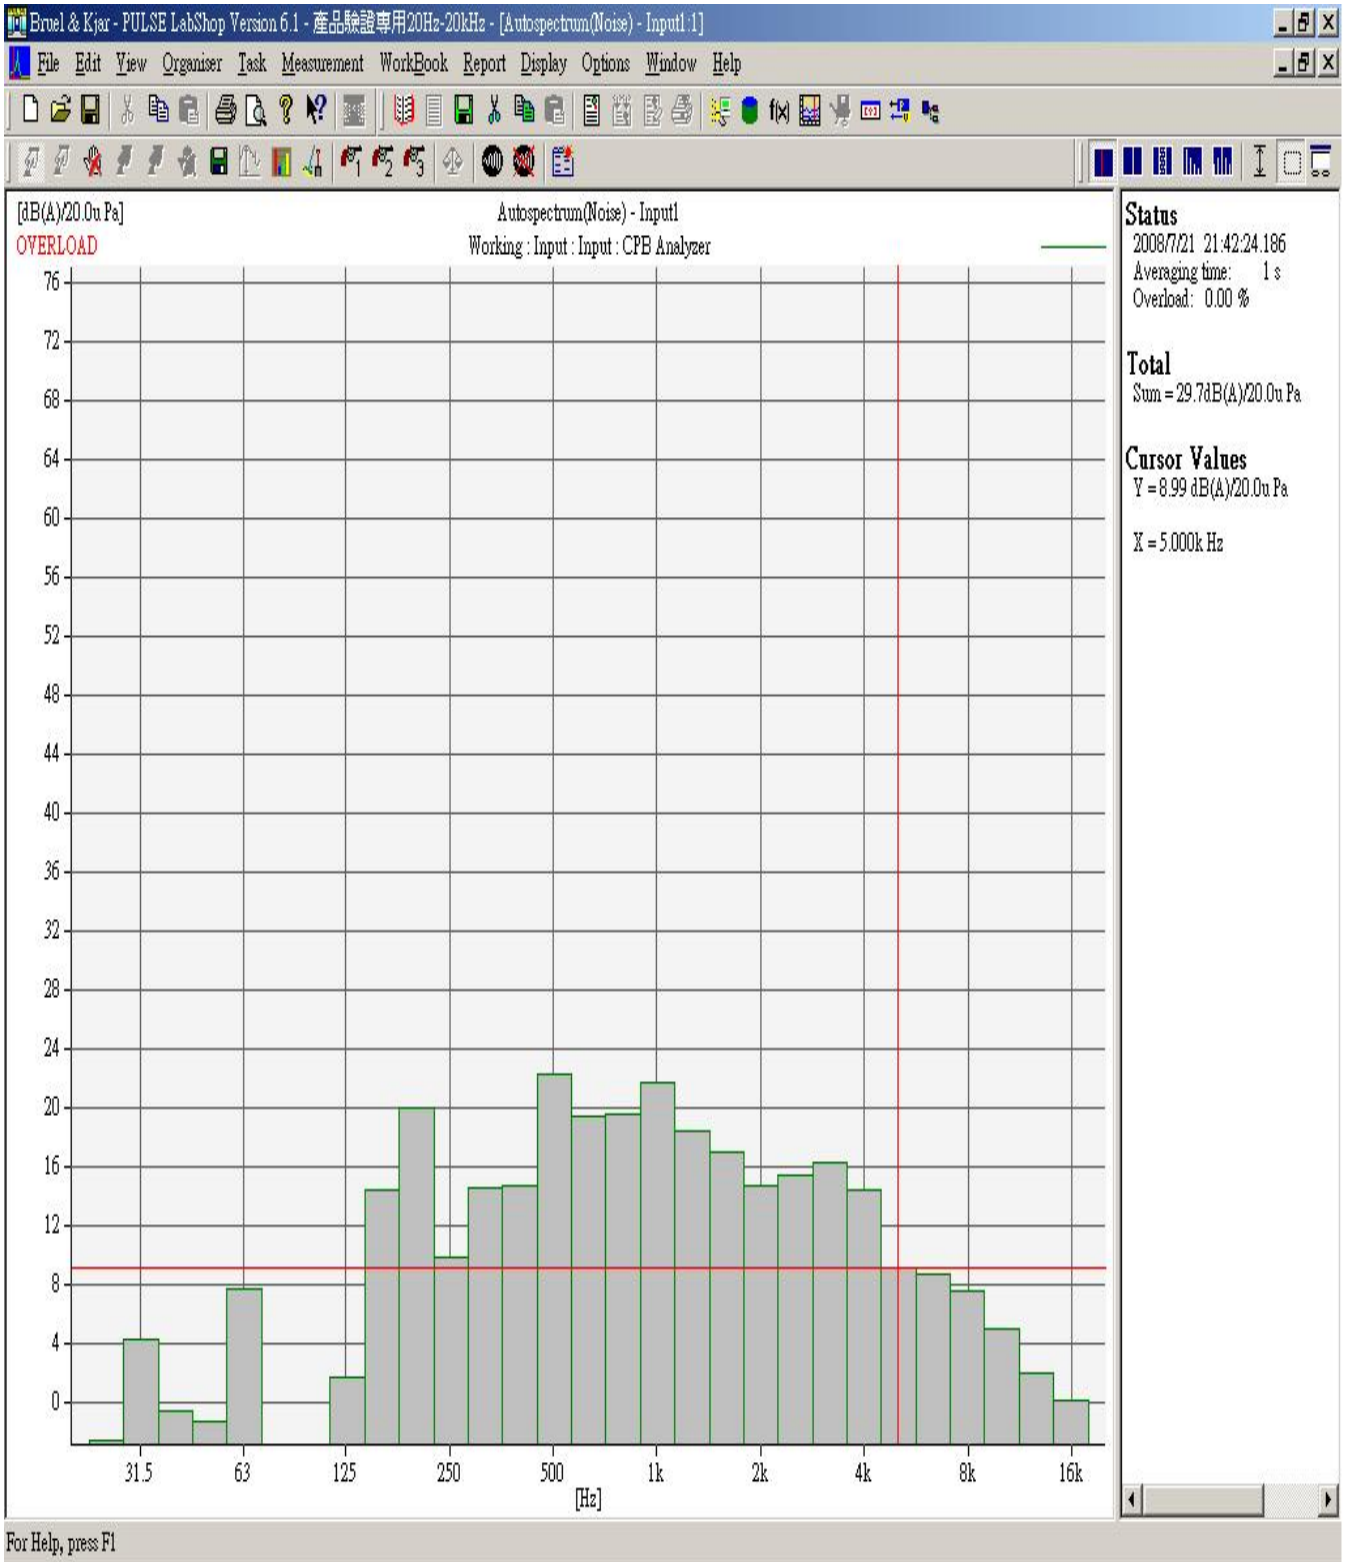 Bruel & Kjar - PULSE LabShop Version 6.1 - 產品驗證専用20Hz-20kHz - [Autospectrum(Noise) - Input1:1]
File Edit View Organiser Task Measurement WorkBook Report Display Options Window Help
f(x)
1 2 3
[dB(A)/20.0u Pa]
Autospectrum(Noise) - Input1
OVERLOAD
Working : Input : Input : CPB Analyzer
76
72
68
64
60
56
52
48
44
40
36
32
28
24
20
16
12
8
4
0
31.5 63 125 250 500 1k 2k 4k 8k 16k
[Hz]
Status
2008/7/21 21:42:24.186
Averaging time: 1 s
Overload: 0.00 %
Total
Sum = 29.7dB(A)/20.0u Pa
Cursor Values
Y = 8.99 dB(A)/20.0u Pa
X = 5.000k Hz
For Help, press F1